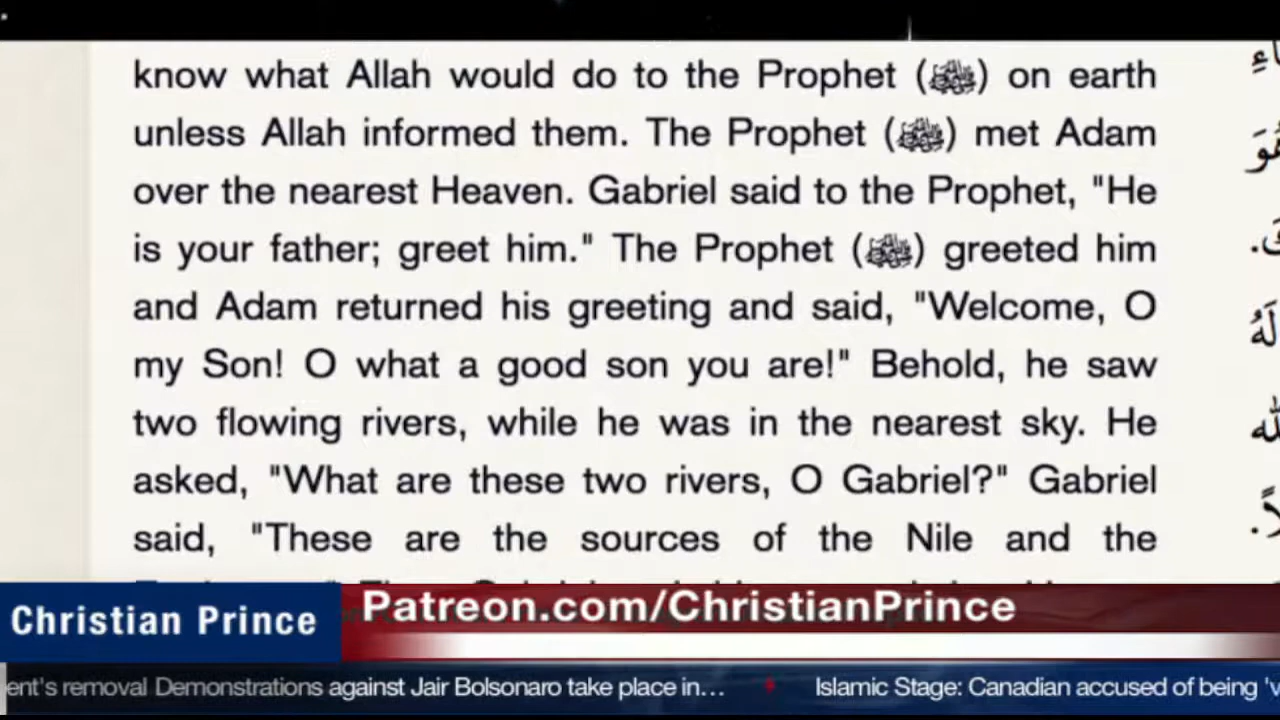 know what Allah would do to the Prophet (ﷺ) on earth
unless Allah informed them. The Prophet (ﷺ) met Adam
over the nearest Heaven. Gabriel said to the Prophet, "He
is your father; greet him." The Prophet (ﷺ) greeted him
and Adam returned his greeting and said, "Welcome, O
my Son! O what a good son you are!" Behold, he saw
two flowing rivers, while he was in the nearest sky. He
asked, "What are these two rivers, O Gabriel?" Gabriel
said, "These are the sources of the Nile and the
Christian Prince
Patreon.com/ChristianPrince
ent's removal Demonstrations against Jair Bolsonaro take place in… Islamic Stage: Canadian accused of being 'v